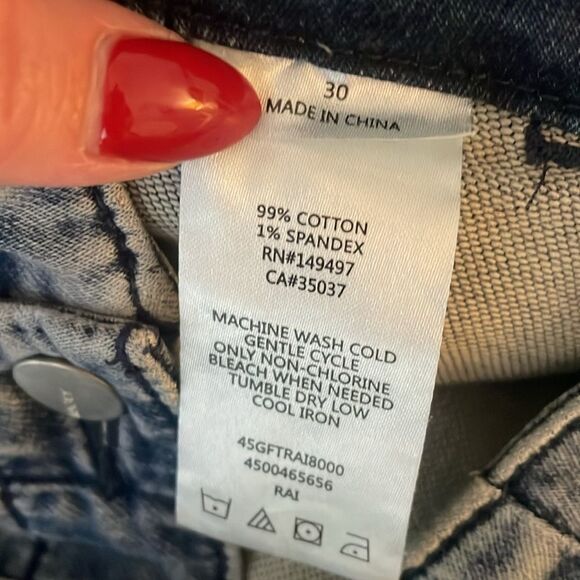 30
MADE IN CHINA
99% COTTON
1% SPANDEX
RN#149497
CA#35037
MACHINE WASH COLD
GENTLE CYCLE
ONLY NON-CHLORINE
BLEACH WHEN NEEDED
TUMBLE DRY LOW
COOL IRON
45GFTRAI8000
4500465656
RAI